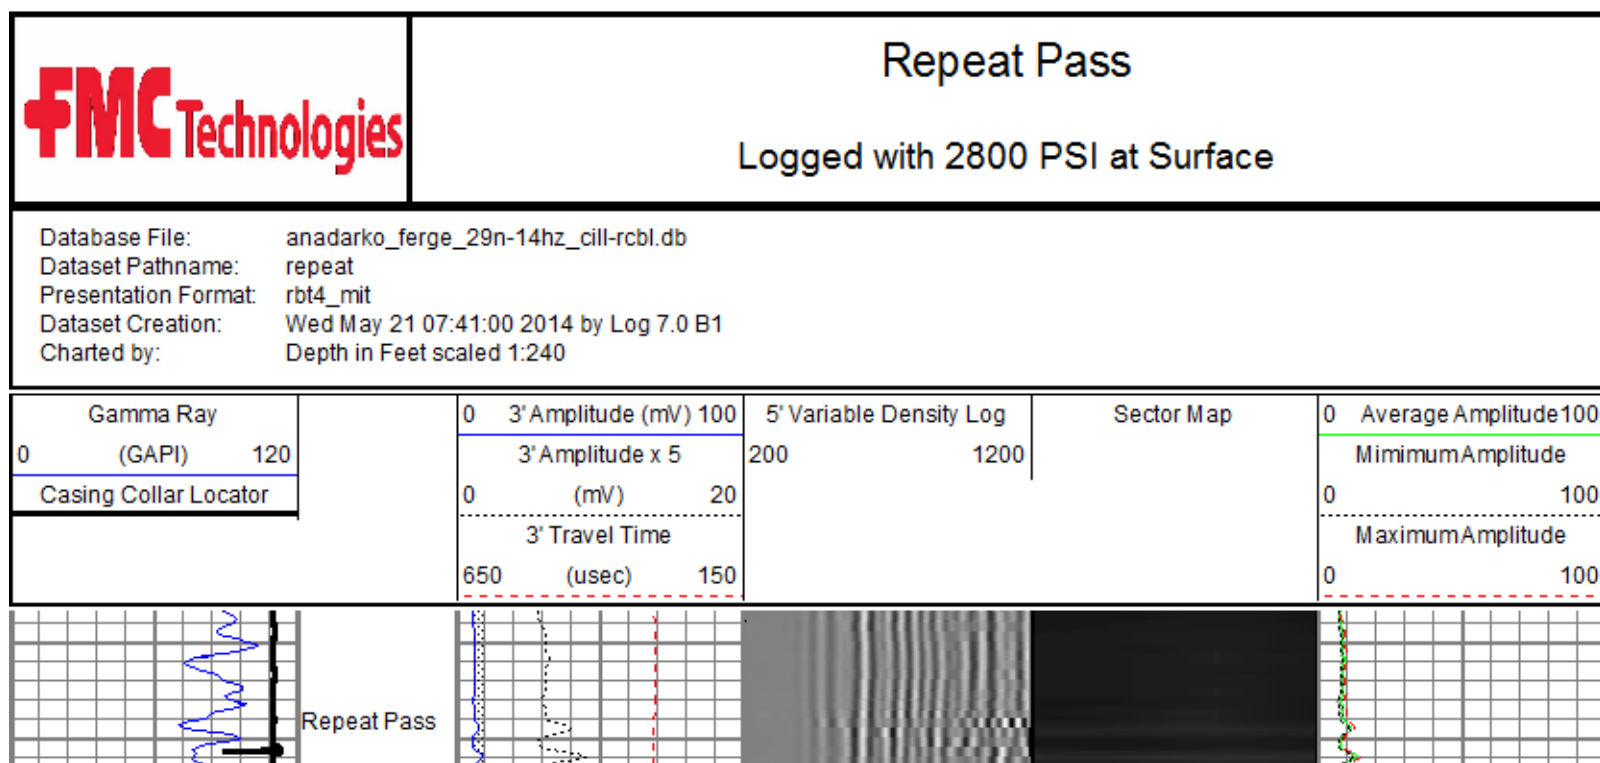 FMC Technologies
Repeat Pass
Logged with 2800 PSI at Surface
Database File: anadarko_ferge_29n-14hz_cill-rcbl.db
Dataset Pathname: repeat
Presentation Format: rbt4_mit
Dataset Creation: Wed May 21 07:41:00 2014 by Log 7.0 B1
Charted by: Depth in Feet scaled 1:240
Gamma Ray
0 (GAPI) 120
Casing Collar Locator
0 3' Amplitude (mV) 100
3' Amplitude x 5
0 (mV) 20
3' Travel Time
650 (usec) 150
5' Variable Density Log
200 1200
Sector Map
0 Average Amplitude 100
Mimimum Amplitude
0 100
Maximum Amplitude
0 100
Repeat Pass